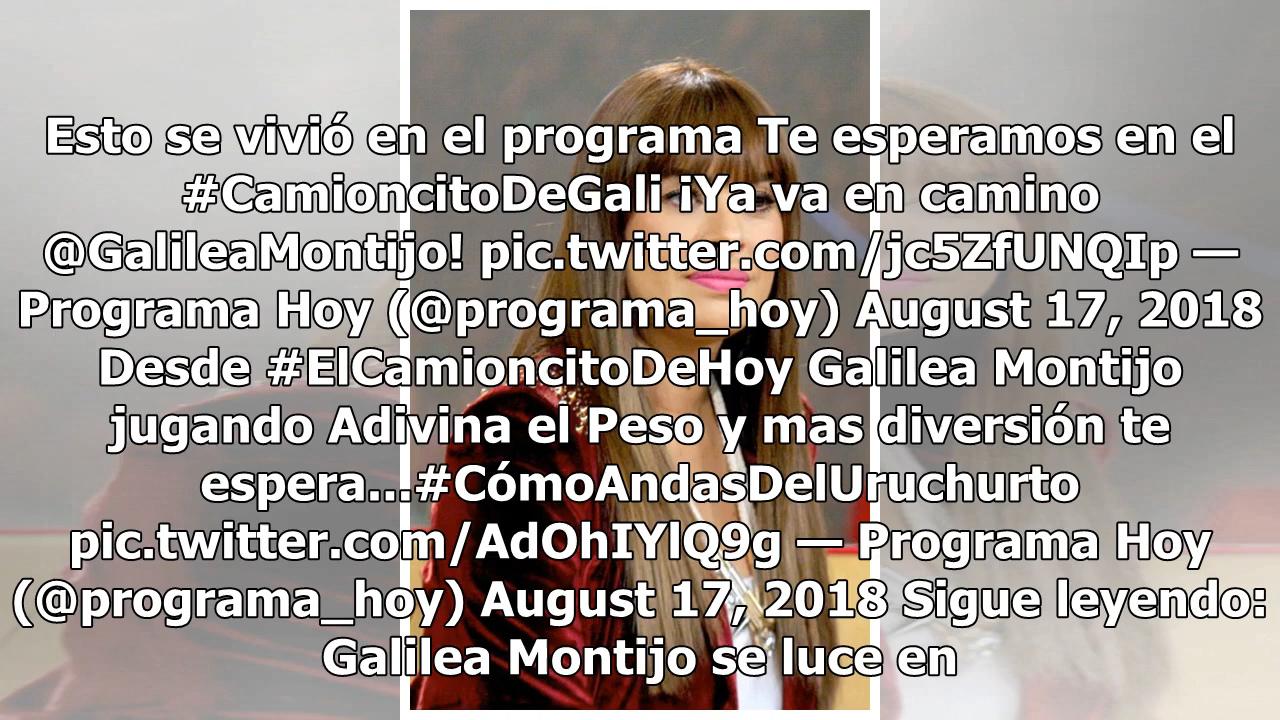 Esto se vivió en el programa Te esperamos en el
#CamioncitoDeGali ¡Ya va en camino
@GalileaMontijo! pic.twitter.com/jc5ZfUNQIp —
Programa Hoy (@programa_hoy) August 17, 2018
Desde #ElCamioncitoDeHoy Galilea Montijo
jugando Adivina el Peso y mas diversión te
espera...#CómoAndasDelUruchurto
pic.twitter.com/AdOhIYlQ9g — Programa Hoy
(@programa_hoy) August 17, 2018 Sigue leyendo:
Galilea Montijo se luce en